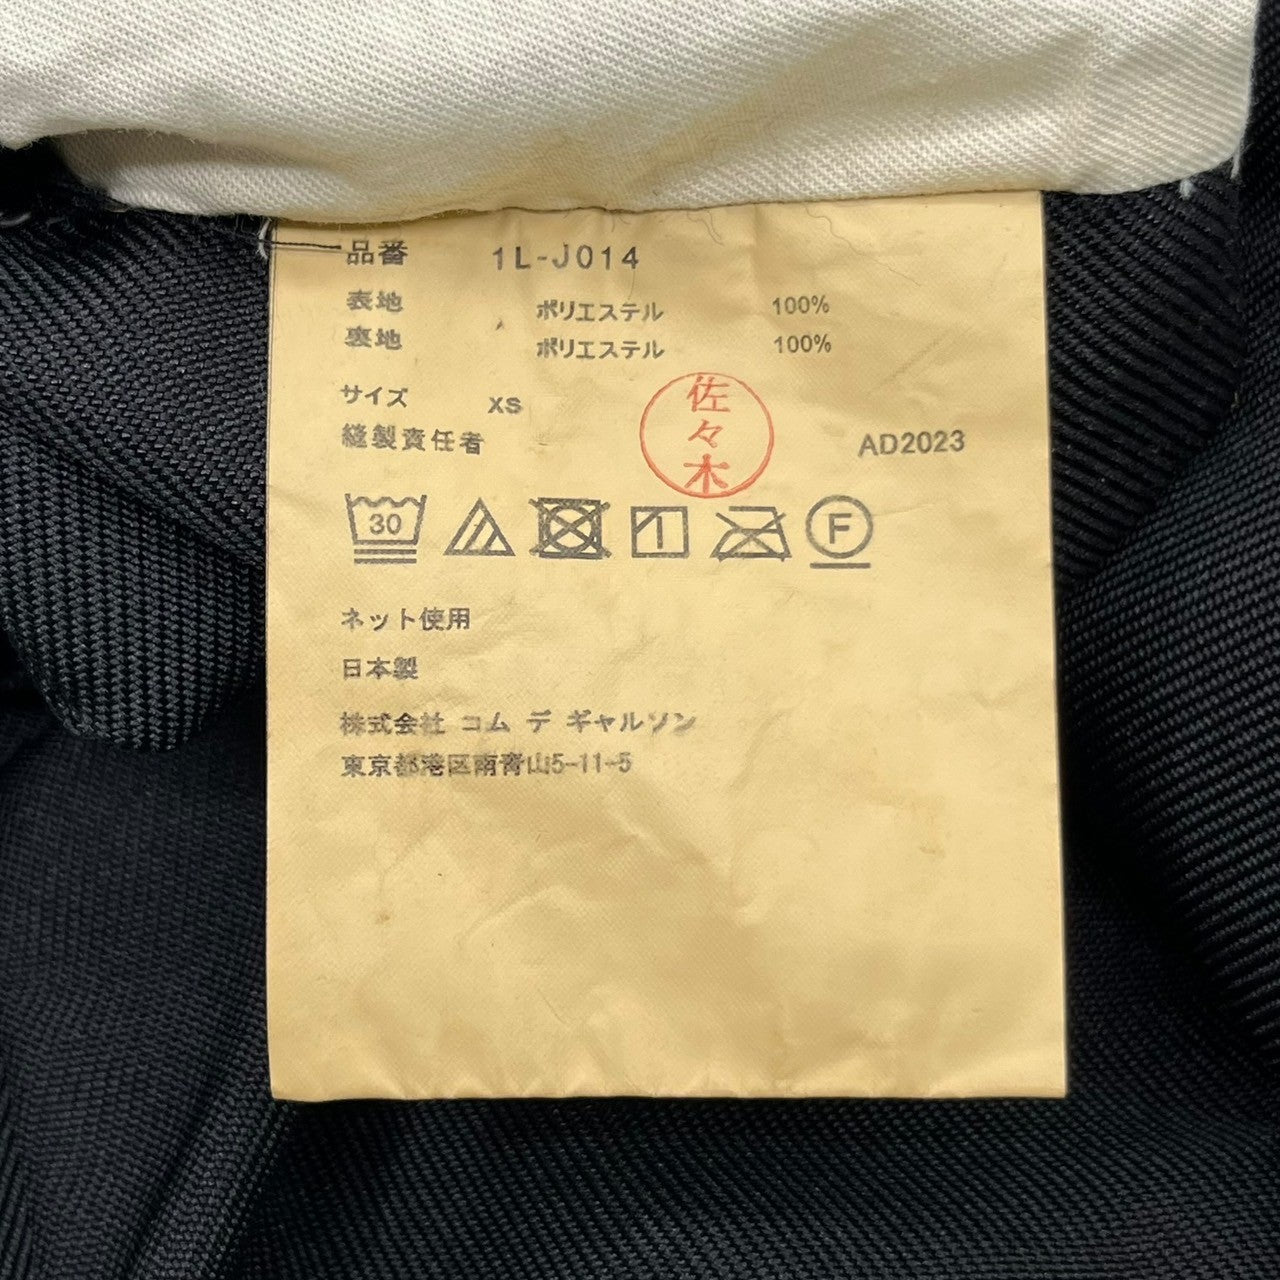 品番 1L-J014
表地 ポリエステル 100%
裏地 ポリエステル 100%
サイズ XS
縫製責任者 佐々木 AD2023
30 F
ネット使用
日本製
株式会社 コム デ ギャルソン
東京都港区南青山5-11-5